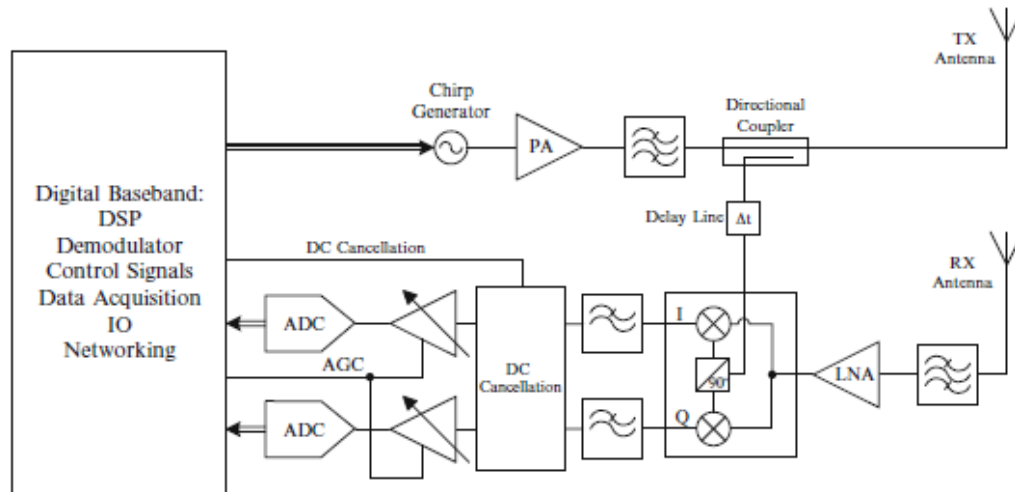 TX
Antenna
Chirp
Generator
Directional
Coupler
PA
Digital Baseband:
DSP
Demodulator
Control Signals
Data Acquisition
IO
Networking
Delay Line
Δt
DC Cancellation
RX
Antenna
I
ADC
AGC
DC
Cancellation
90°
LNA
Q
ADC